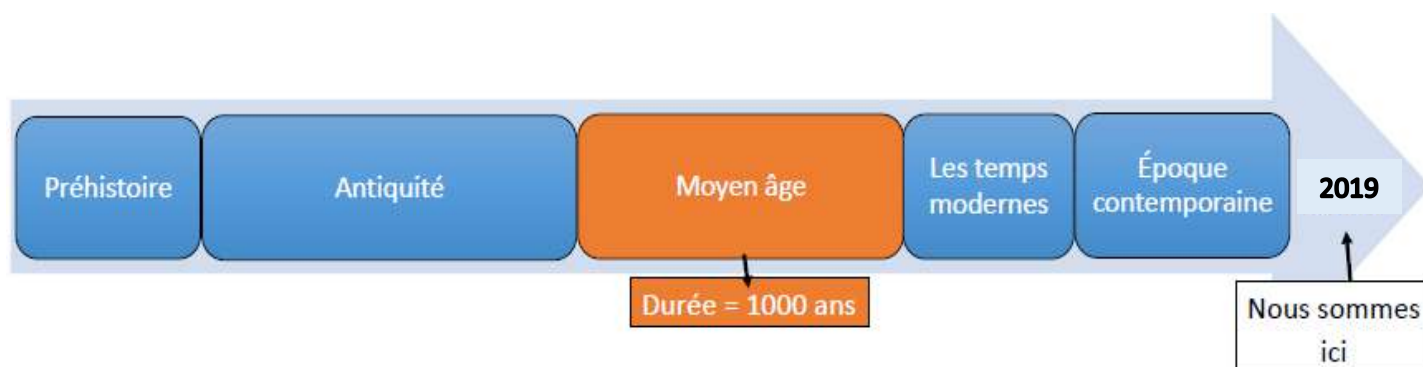 Préhistoire
Antiquité
Moyen âge
Les temps
modernes
Époque
contemporaine
2019
Durée = 1000 ans
Nous sommes
ici